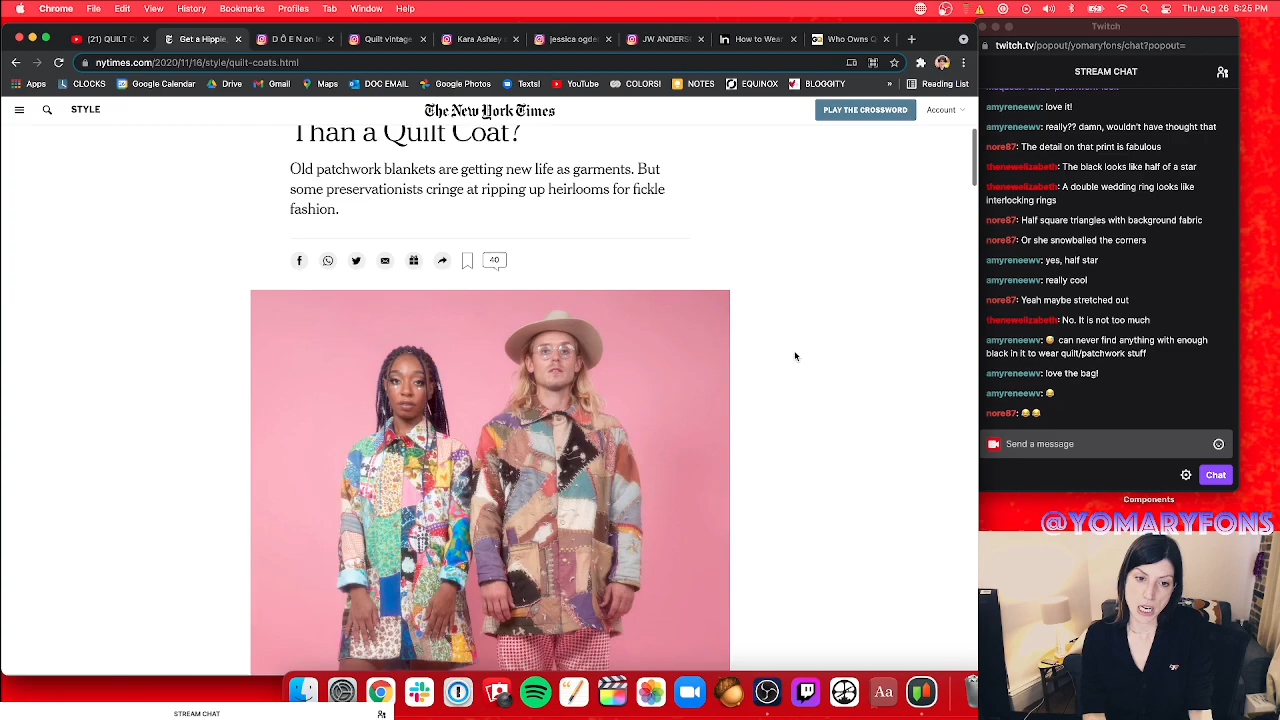 Chrome File Edit View History Bookmarks Profiles Tab Window Help
Thu Aug 26 6:25 PM
(21) QUILT C
Get a Hippie,
D Ô E on In
Quilt vintage
Kara Ashley
jessica ogde
JW ANDERS
How to Wear
Who Owns Q
nytimes.com/2020/11/16/style/quilt-coats.html
Apps CLOCKS Google Calendar Drive Gmail Maps DOC EMAIL Google Photos Texts! YouTube COLORS! NOTES EQUINOX BLOGGITY » Reading List
STYLE
The New York Times
PLAY THE CROSSWORD
Account
Than a Quilt Coat?
Old patchwork blankets are getting new life as garments. But
some preservationists cringe at ripping up heirlooms for fickle
fashion.
40
Twitch
twitch.tv/popout/yomaryfons/chat?popout=
STREAM CHAT
amyreneewv: love it!
amyreneewv: really?? damn, wouldn't have thought that
nore87: The detail on that print is fabulous
thenewelizabeth: The black looks like half of a star
thenewelizabeth: A double wedding ring looks like
interlocking rings
nore87: Half square triangles with background fabric
nore87: Or she snowballed the corners
amyreneewv: yes, half star
amyreneewv: really cool
nore87: Yeah maybe stretched out
thenewelizabeth: No. It is not too much
amyreneewv: can never find anything with enough
black in it to wear quilt/patchwork stuff
amyreneewv: love the bag!
amyreneewv: 😂
nore87: 😂😂
Send a message
Chat
Components
@YOMARYFONS
Aa
STREAM CHAT